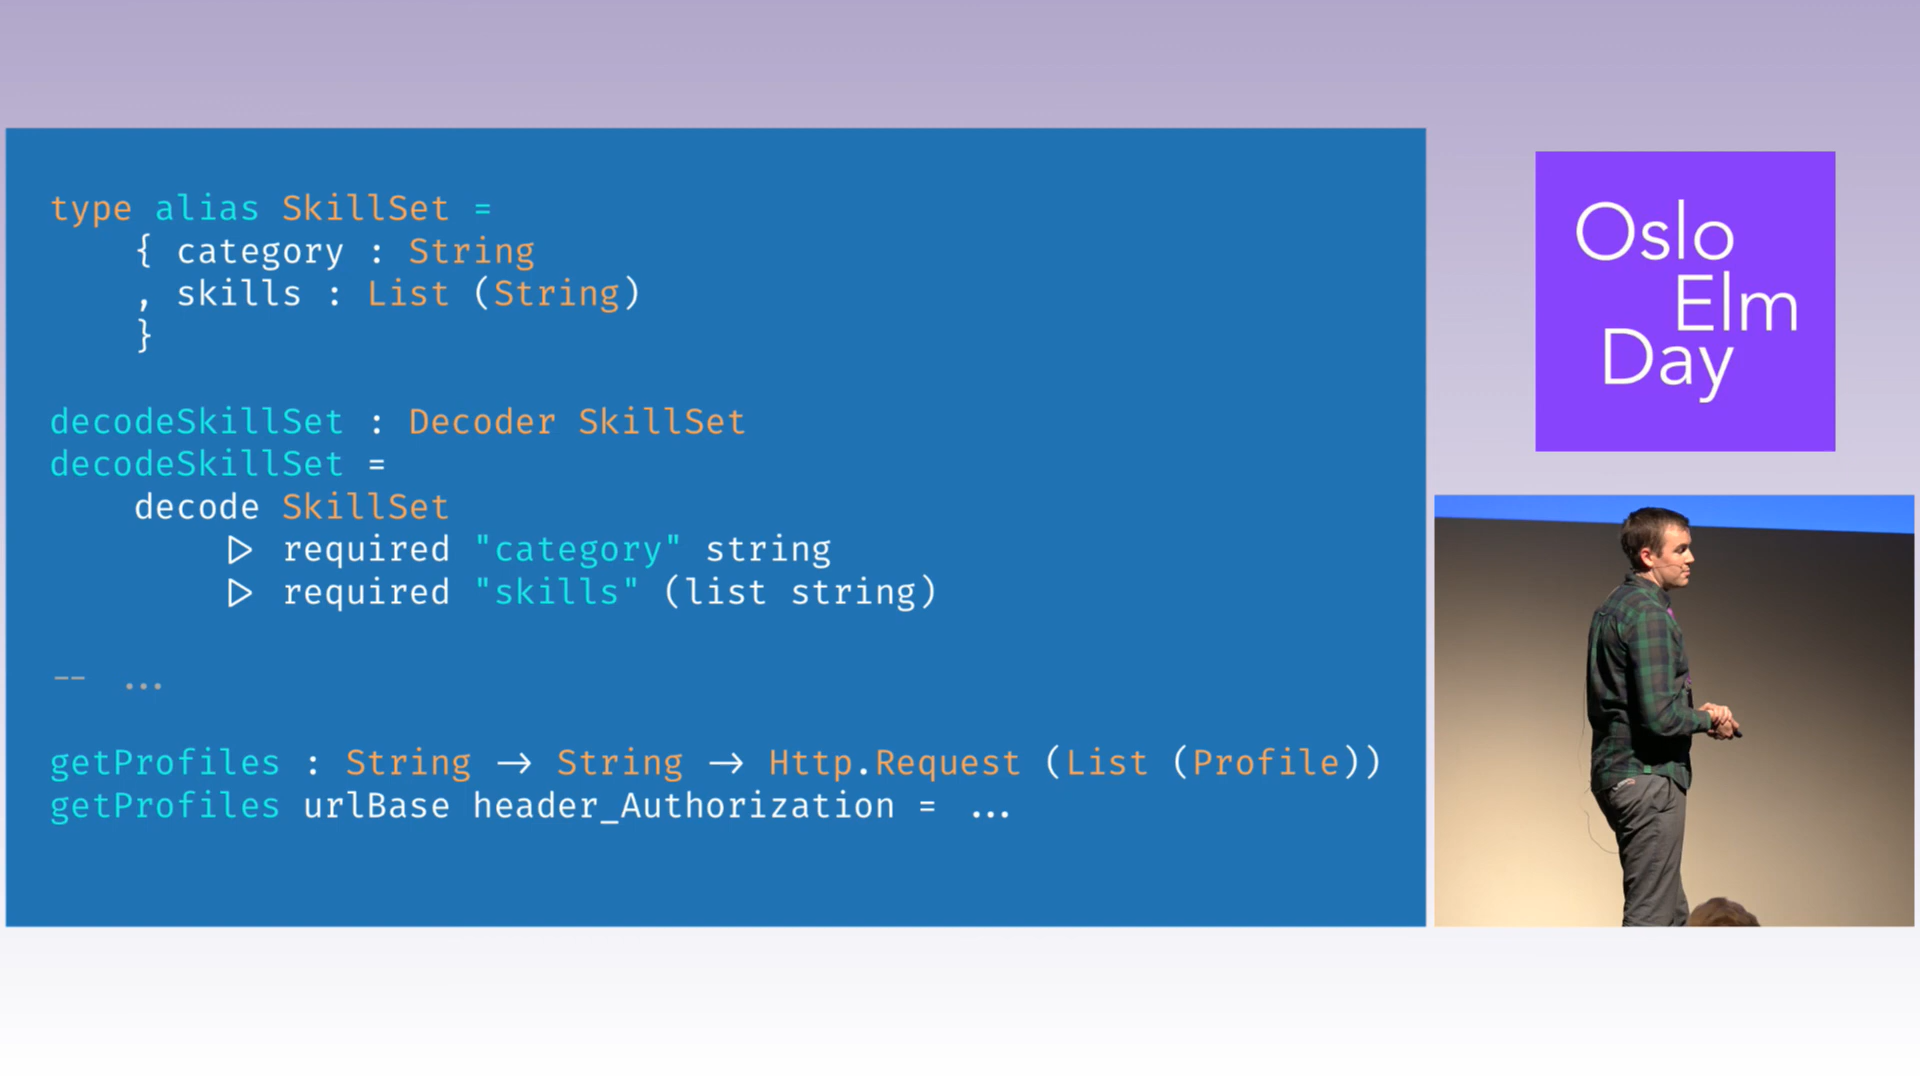 type alias SkillSet =
    { category : String
    , skills : List (String)
    }
decodeSkillSet : Decoder SkillSet
decodeSkillSet =
    decode SkillSet
        ▷ required "category" string
        ▷ required "skills" (list string)
-- ...
getProfiles : String → String → Http.Request (List (Profile))
getProfiles urlBase header_Authorization = ...
Oslo
Elm
Day